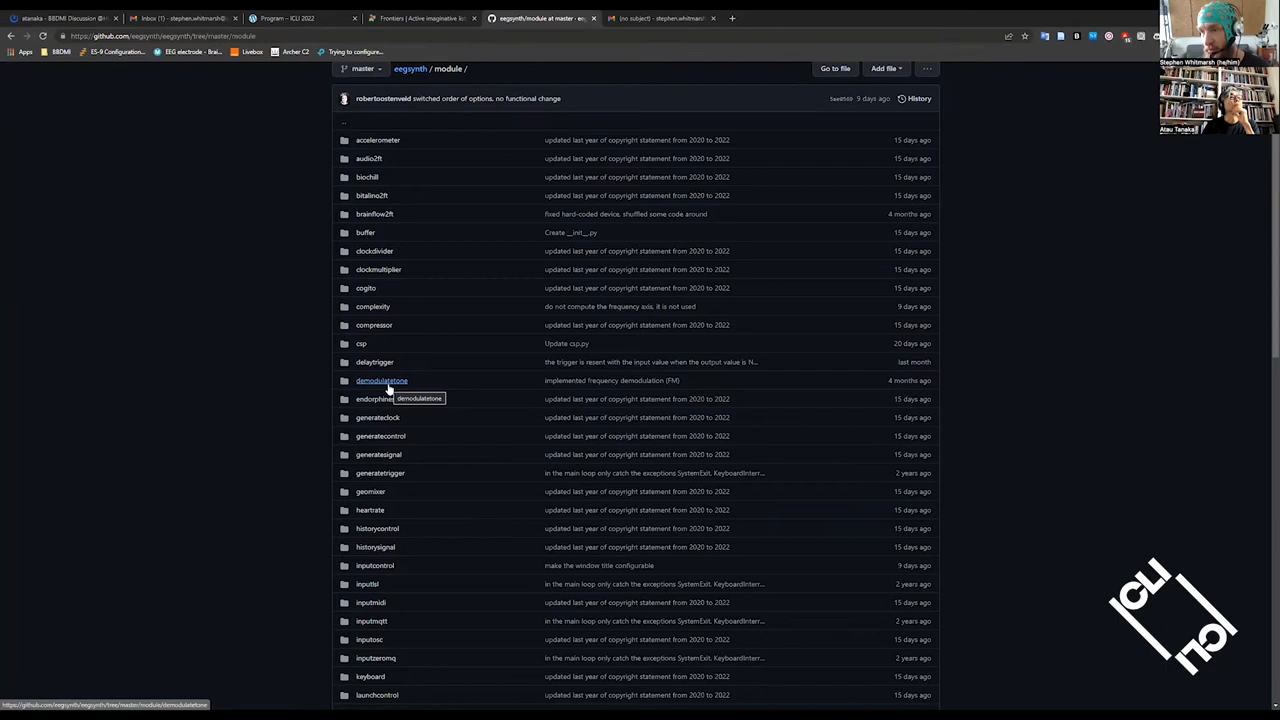 atanaka - BBDMI Discussion @H
Inbox (1) - stephen.whitmarsh@
Program – ICLI 2022
Frontiers | Active imaginative list
eegsynth/module at master · eeg
(no subject) - stephen.whitmars
https://github.com/eegsynth/eegsynth/tree/master/module
Apps BBDMI ES-9 Configuration... EEG electrode - Brai... Livebox Archer C2 Trying to configure...
Stephen Whitmarsh (he/him)
Atau Tanaka
master eegsynth / module / Go to file Add file ...
robertoostenveld switched order of options, no functional change 9 days ago History
..
accelerometer updated last year of copyright statement from 2020 to 2022 15 days ago
audio2ft updated last year of copyright statement from 2020 to 2022 15 days ago
biochill updated last year of copyright statement from 2020 to 2022 15 days ago
bitalino2ft updated last year of copyright statement from 2020 to 2022 15 days ago
brainflow2ft fixed hard-coded device, shuffled some code around 4 months ago
buffer Create __init__.py 15 days ago
clockdivider updated last year of copyright statement from 2020 to 2022 15 days ago
clockmultiplier updated last year of copyright statement from 2020 to 2022 15 days ago
cogito updated last year of copyright statement from 2020 to 2022 15 days ago
complexity do not compute the frequency axis, it is not used 9 days ago
compressor updated last year of copyright statement from 2020 to 2022 15 days ago
csp Update csp.py 20 days ago
delaytrigger the trigger is resent with the input value when the output value is N... last month
demodulatetone implemented frequency demodulation (FM) 4 months ago
endorphines demodulatetone updated last year of copyright statement from 2020 to 2022 15 days ago
generateclock updated last year of copyright statement from 2020 to 2022 15 days ago
generatecontrol updated last year of copyright statement from 2020 to 2022 15 days ago
generatesignal updated last year of copyright statement from 2020 to 2022 15 days ago
generatetrigger in the main loop only catch the exceptions SystemExit, KeyboardInterr... 2 years ago
geomixer updated last year of copyright statement from 2020 to 2022 15 days ago
heartrate updated last year of copyright statement from 2020 to 2022 15 days ago
historycontrol updated last year of copyright statement from 2020 to 2022 15 days ago
historysignal updated last year of copyright statement from 2020 to 2022 15 days ago
inputcontrol make the window title configurable 9 days ago
inputlsl in the main loop only catch the exceptions SystemExit, KeyboardInterr... 2 years ago
inputmidi updated last year of copyright statement from 2020 to 2022 15 days ago
inputmqtt in the main loop only catch the exceptions SystemExit, KeyboardInterr... 2 years ago
inputosc updated last year of copyright statement from 2020 to 2022 15 days ago
inputzeromq in the main loop only catch the exceptions SystemExit, KeyboardInterr... 2 years ago
keyboard updated last year of copyright statement from 2020 to 2022 15 days ago
launchcontrol updated last year of copyright statement from 2020 to 2022 15 days ago
https://github.com/eegsynth/eegsynth/tree/master/module/demodulatetone
ICLI
ICLI